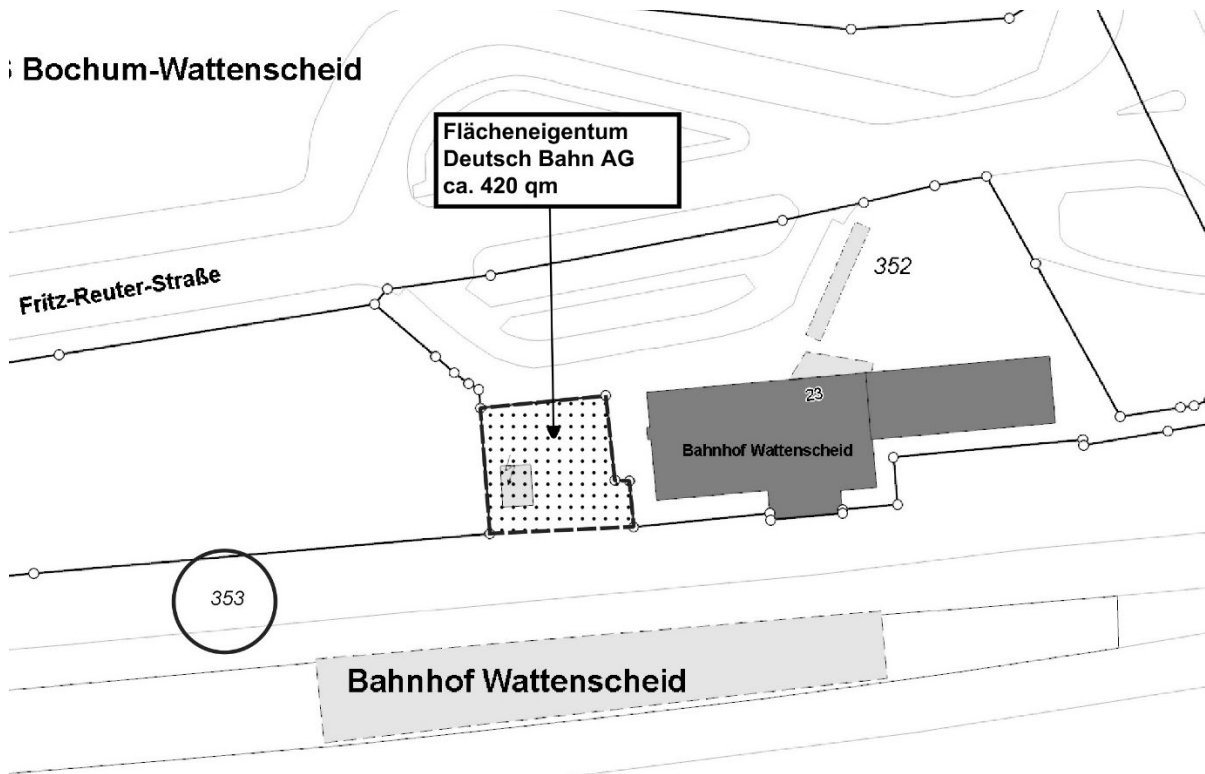 Bochum-Wattenscheid
Flächeneigentum
Deutsch Bahn AG
ca. 420 qm
Fritz-Reuter-Straße
352
23
Bahnhof Wattenscheid
353
Bahnhof Wattenscheid